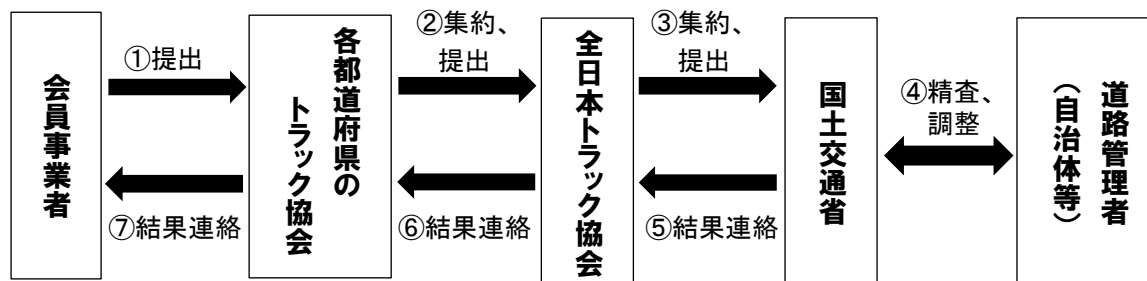 会員事業者
①提出
⑦結果連絡
各都道府県の
トラック協会
②集約、
提出
⑥結果連絡
全日本トラック協会
③集約、
提出
⑤結果連絡
国土交通省
④精査、
調整
道路管理者
（自治体等）